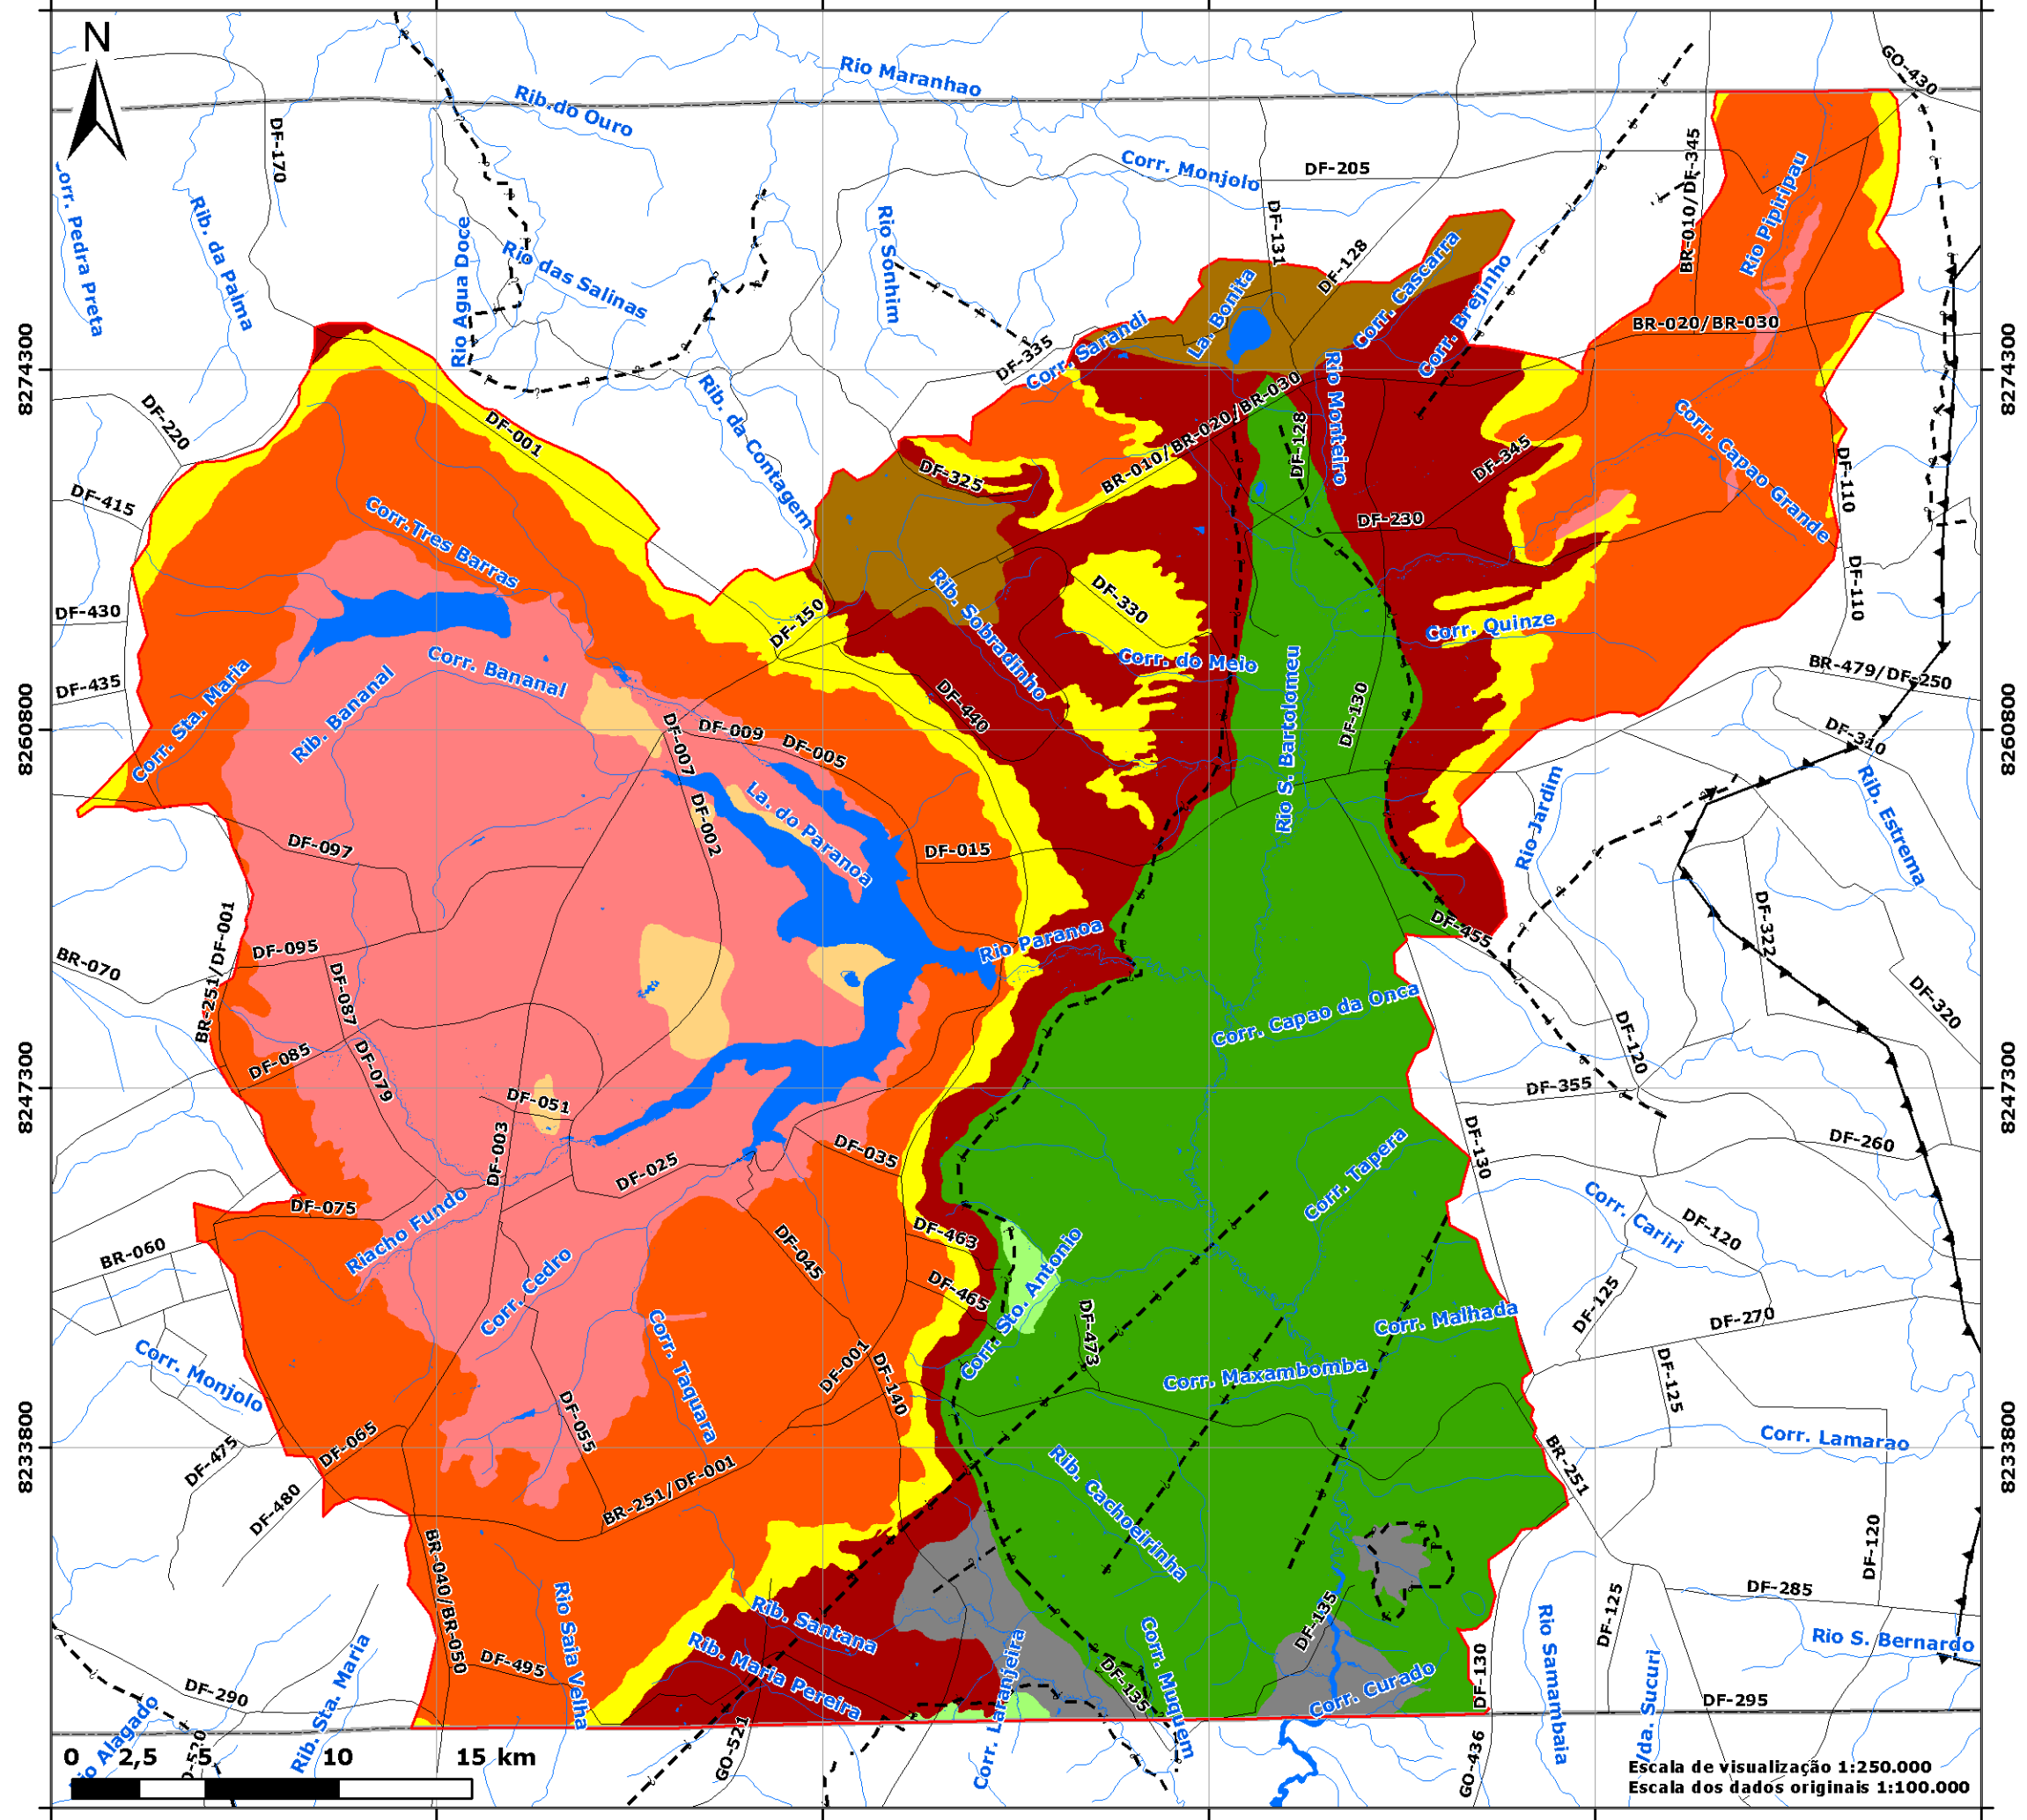 N
GO-430
Rio Maranhao
Rib.do Ouro
DF-170
Corr. Monjolo
DF-205
BR-010/DF-345
Rio Pipiripau
orr. Pedra Preta
Rib. da Palma
Rio Agua Doce
Rio das Salinas
Rio Sonhim
DF-131
DF-128
Corr. Cascarra
Corr. Brejinho
La. Bonita
8274300
DF-335
Corr. Sarandi
BR-020/BR-030
8274300
DF-220
DF-001
Rib. da Contagem
BR-010/BR-020/BR-030
DF-128
Rio Monteiro
Corr. Capao Grande
DF-415
DF-325
DF-345
DF-110
Corr.Tres Barras
DF-230
DF-430
DF-150
Rib. Sobradinho
DF-330
Corr. Quinze
DF-110
Corr. Sta. Maria
Rib. Bananal
Corr. Bananal
Corr. do Meio
DF-435
BR-479/DF-250
8260800
DF-440
DF-007
DF-009
DF-005
Rio S. Bartolomeu
DF-130
DF-310
8260800
La. do Paranoa
DF-002
Rio Jardim
Rib. Estrema
DF-097
DF-015
BR-251/DF-001
DF-095
BR-070
Rio Paranoa
DF-455
DF-322
DF-087
Corr. Capao da Onca
DF-320
DF-085
DF-079
DF-120
8247300
DF-051
DF-355
8247300
DF-003
DF-025
DF-035
Corr. Tapera
DF-130
DF-260
DF-075
Riacho Fundo
Corr. Cariri
DF-120
BR-060
Corr. Cedro
DF-045
DF-463
DF-465
Corr. Sto. Antonio
DF-125
Corr. Monjolo
Corr. Taquara
DF-001
DF-140
DF-473
Corr. Malhada
DF-270
Corr. Maxambomba
DF-125
8233800
DF-475
DF-065
DF-055
Corr. Lamarao
8233800
DF-480
BR-251/DF-001
Rib. Cachoeirinha
BR-251
BR-040/BR-050
Rio Saia Velha
Rib. Santana
Rib. Maria Pereira
DF-135
DF-120
DF-285
DF-125
DF-495
Corr. Laranjeira
DF-135
Corr. Muquem
Corr. Curado
DF-130
Rio Samambaia
Rio S. Bernardo
DF-290
DF-295
Rib. Sta. Maria
GO-521
GO-436
0 2,5 5 10 15 km
Escala de visualização 1:250.000
Escala dos dados originais 1:100.000